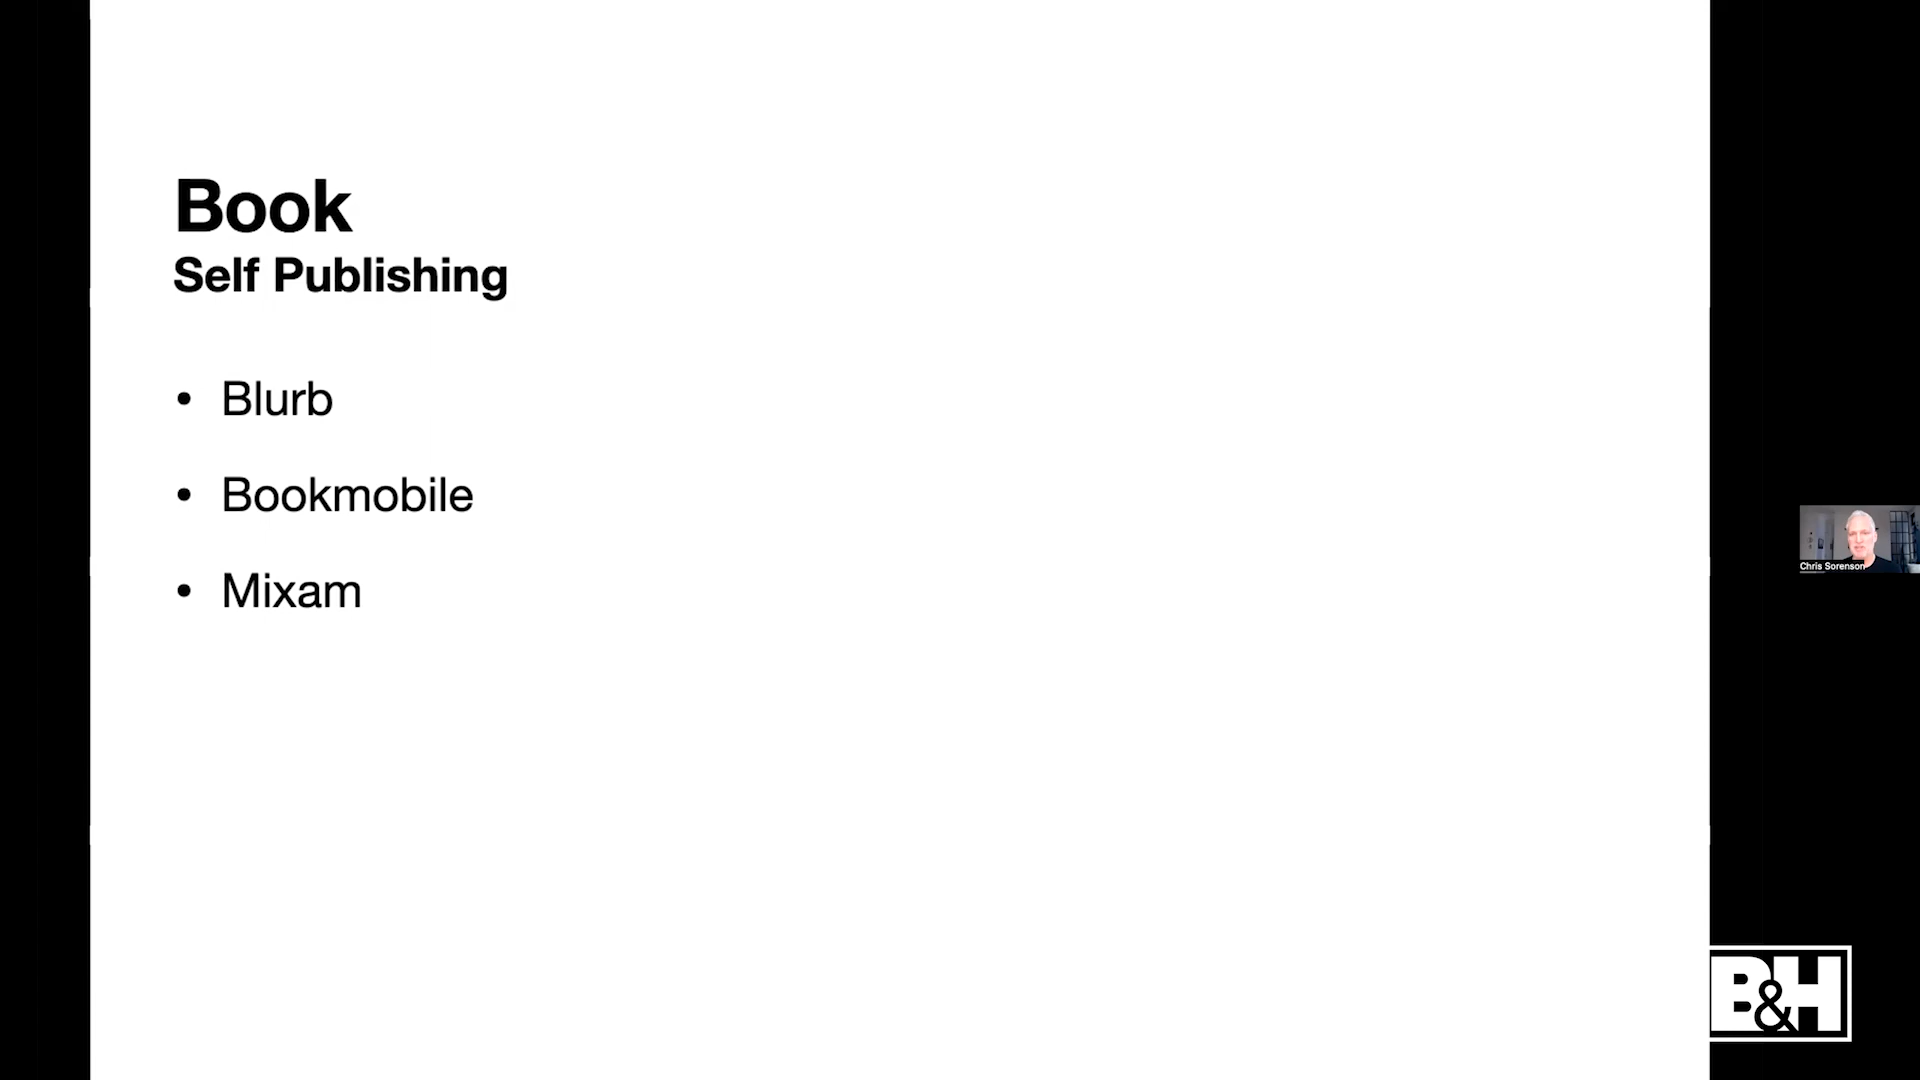 Book
Self Publishing
• Blurb
• Bookmobile
• Mixam
Chris Sorenson
B&H